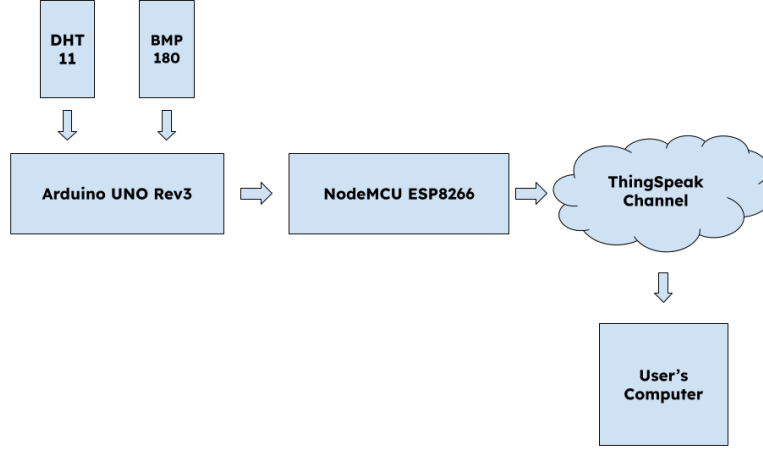 DHT
11
BMP
180
Arduino UNO Rev3
NodeMCU ESP8266
ThingSpeak
Channel
User’s
Computer